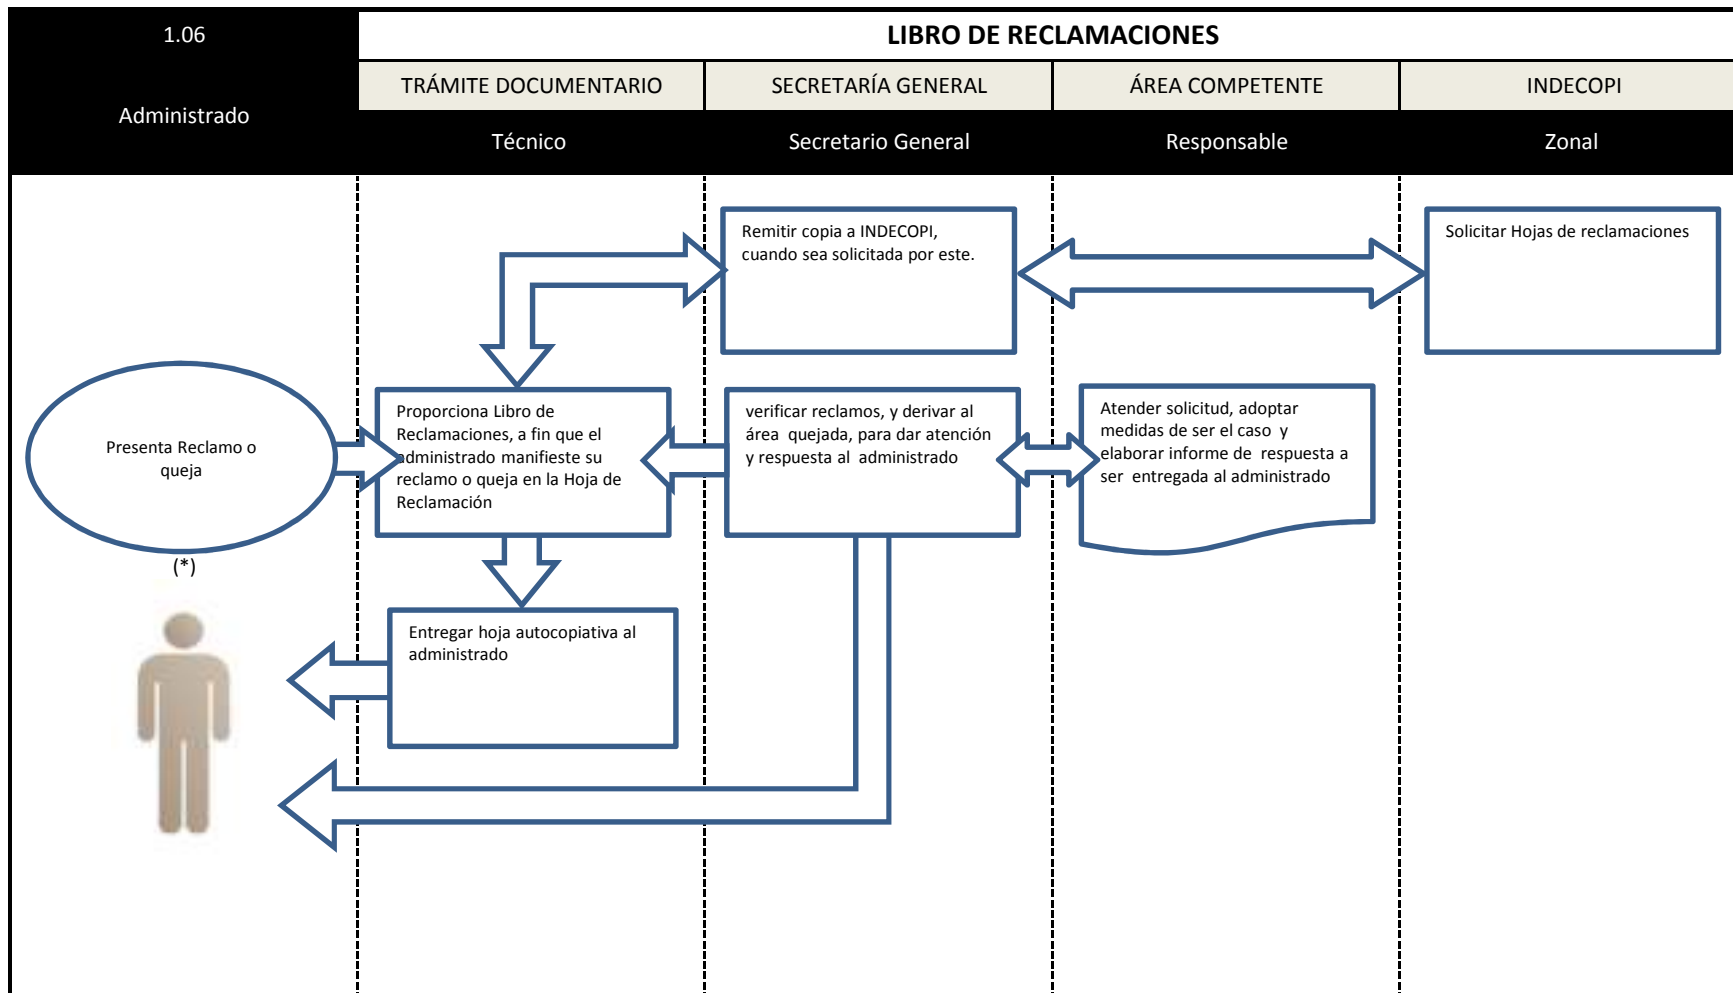 1.06
LIBRO DE RECLAMACIONES
Administrado
TRÁMITE DOCUMENTARIO
SECRETARÍA GENERAL
ÁREA COMPETENTE
INDECOPI
Técnico
Secretario General
Responsable
Zonal
Remitir copia a INDECOPI,
cuando sea solicitada por este.
Solicitar Hojas de reclamaciones
Presenta Reclamo o
queja
(*)
Proporciona Libro de
Reclamaciones, a fin que el
administrado manifieste su
reclamo o queja en la Hoja de
Reclamación
verificar reclamos, y derivar al
área quejada, para dar atención
y respuesta al administrado
Atender solicitud, adoptar
medidas de ser el caso y
elaborar informe de respuesta a
ser entregada al administrado
Entregar hoja autocopiativa al
administrado